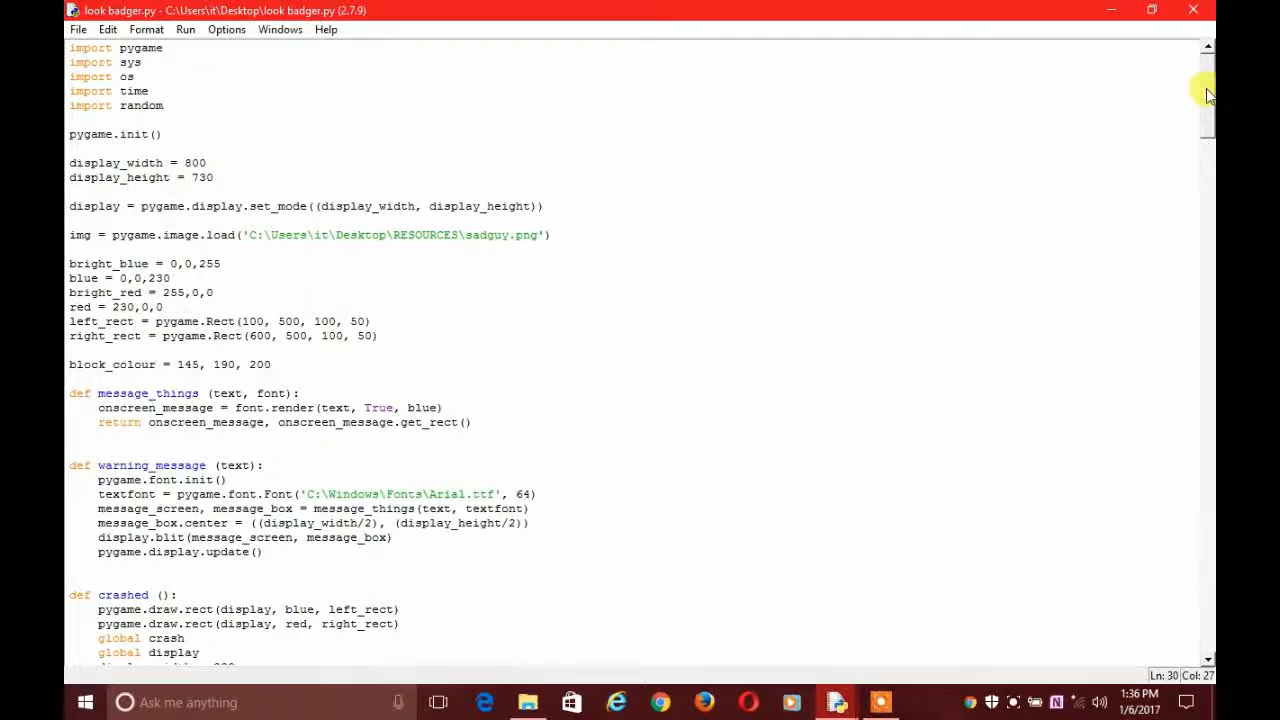 look badger.py - C:\Users\it\Desktop\look badger.py (2.7.9)
File Edit Format Run Options Windows Help
import pygame
import sys
import os
import time
import random
pygame.init()
display_width = 800
display_height = 730
display = pygame.display.set_mode((display_width, display_height))
img = pygame.image.load('C:\Users\it\Desktop\RESOURCES\sadguy.png')
bright_blue = 0,0,255
blue = 0,0,230
bright_red = 255,0,0
red = 230,0,0
left_rect = pygame.Rect(100, 500, 100, 50)
right_rect = pygame.Rect(600, 500, 100, 50)
block_colour = 145, 190, 200
def message_things (text, font):
    onscreen_message = font.render(text, True, blue)
    return onscreen_message, onscreen_message.get_rect()
def warning_message (text):
    pygame.font.init()
    textfont = pygame.font.Font('C:\Windows\Fonts\Arial.ttf', 64)
    message_screen, message_box = message_things(text, textfont)
    message_box.center = ((display_width/2), (display_height/2))
    display.blit(message_screen, message_box)
    pygame.display.update()
def crashed ():
    pygame.draw.rect(display, blue, left_rect)
    pygame.draw.rect(display, red, right_rect)
    global crash
    global display
Ln: 30 Col: 27
Ask me anything
1:36 PM
1/6/2017